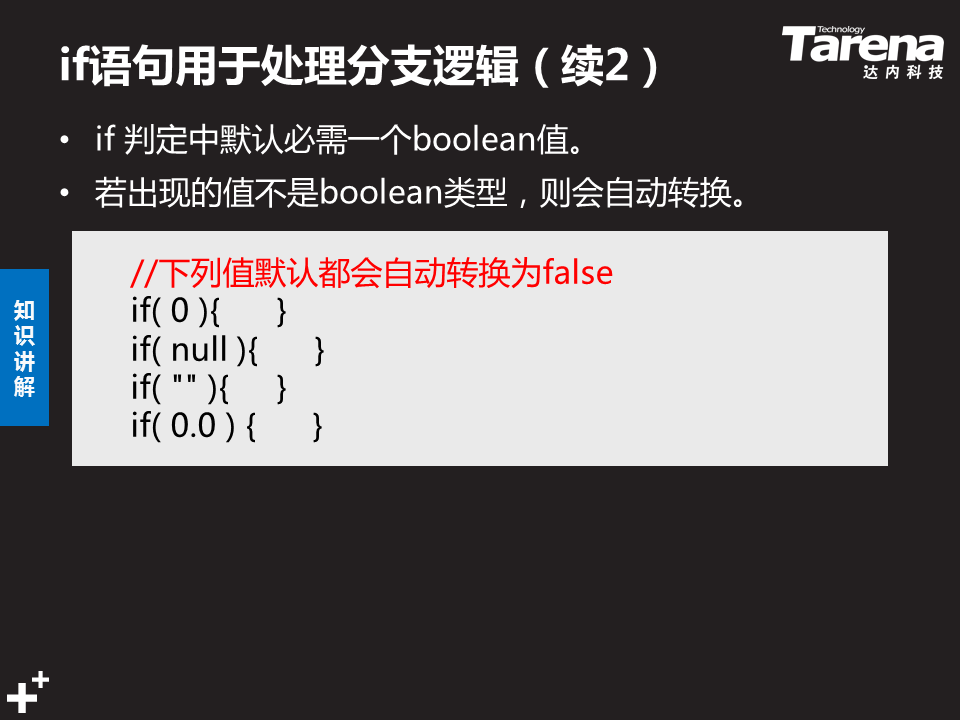 if语句用于处理分支逻辑（续2）
Technology
Tarena
达内科技
• if 判定中默认必需一个boolean值。
• 若出现的值不是boolean类型，则会自动转换。
知识讲解
//下列值默认都会自动转换为false
if( 0 ){ }
if( null ){ }
if( "" ){ }
if( 0.0 ) { }